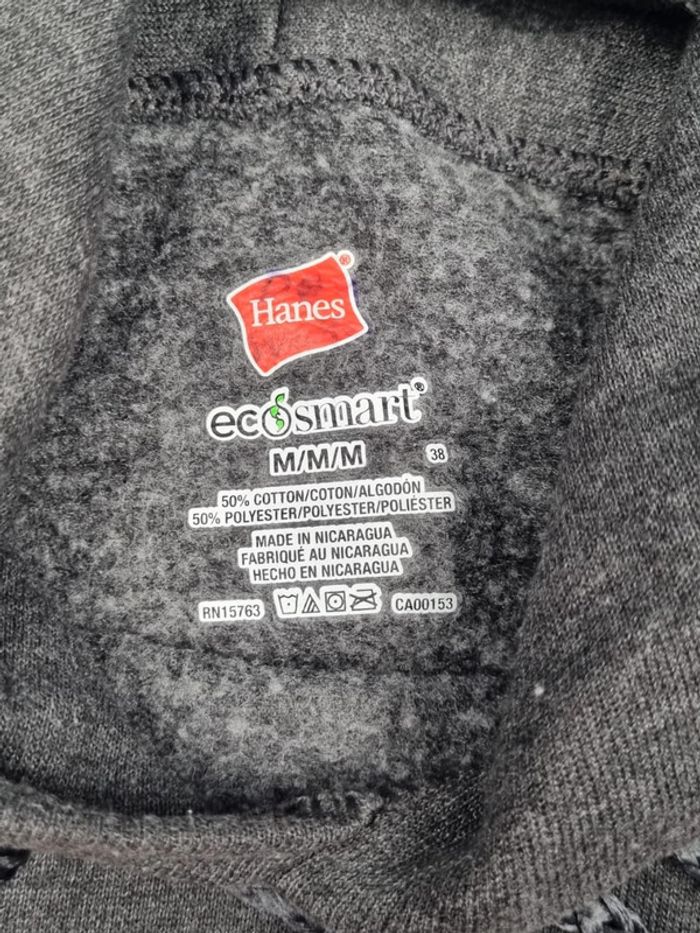 Hanes®
ecosmart®
M/M/M 38
50% COTTON/COTON/ALGODÓN
50% POLYESTER/POLYESTER/POLIÉSTER
MADE IN NICARAGUA
FABRIQUÉ AU NICARAGUA
HECHO EN NICARAGUA
RN15763 CA00153